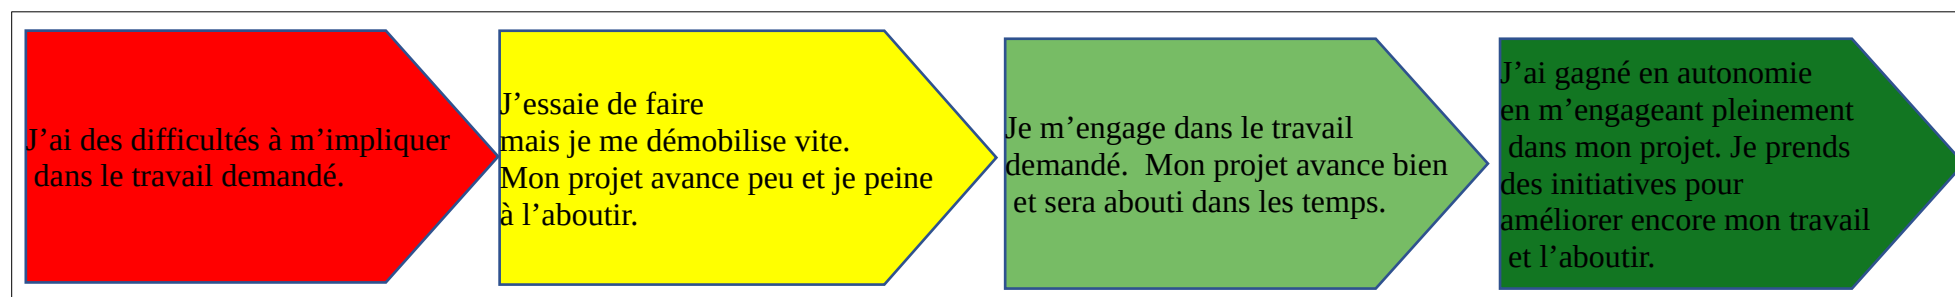 J’ai des difficultés à m’impliquer
dans le travail demandé.
J’essaie de faire
mais je me démobilise vite.
Mon projet avance peu et je peine
à l’aboutir.
Je m’engage dans le travail
demandé.  Mon projet avance bien
et sera abouti dans les temps.
J’ai gagné en autonomie
en m’engageant pleinement
dans mon projet. Je prends
des initiatives pour
améliorer encore mon travail
et l’aboutir.